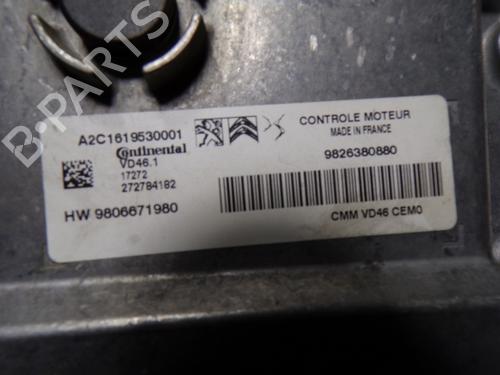 A2C1619530001
Continental
VD46.1
17272
272784182
HW 9806671980
CONTROLE MOTEUR
MADE IN FRANCE
9826380880
CMM VD46 CEM0
B-PARTS